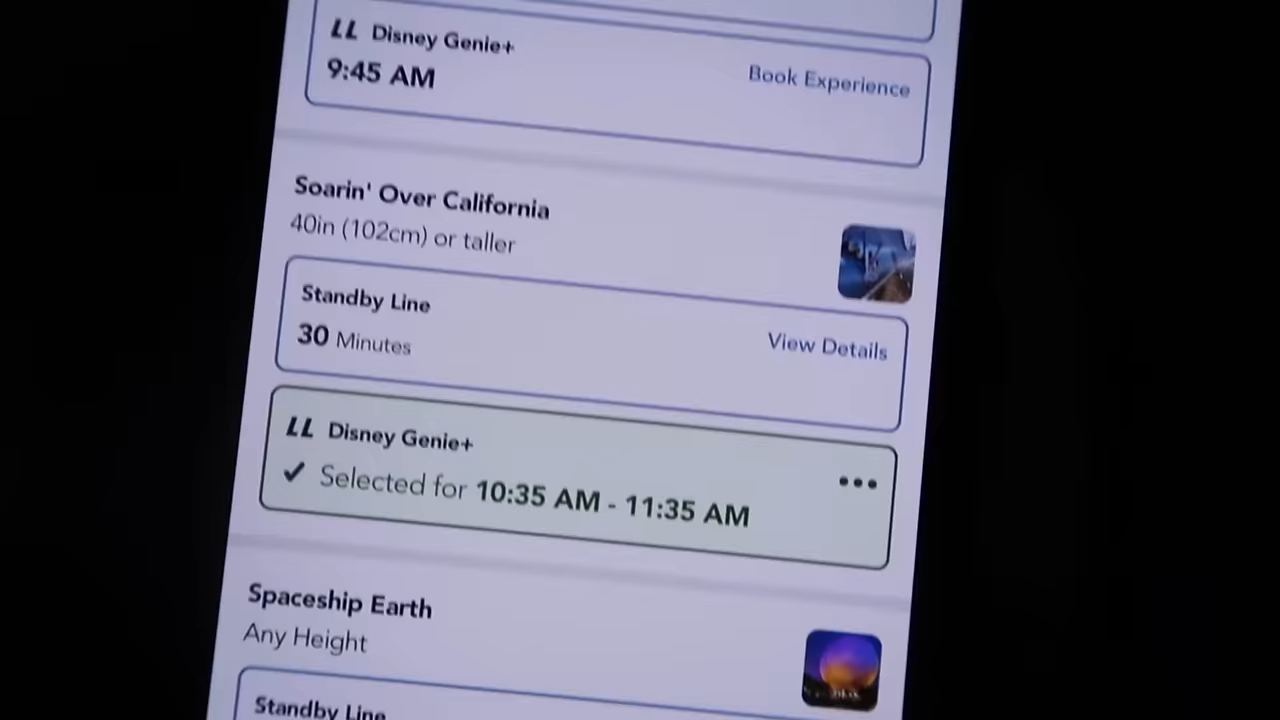 LL Disney Genie+
9:45 AM
Book Experience
Soarin' Over California
40in (102cm) or taller
Standby Line
30 Minutes
View Details
LL Disney Genie+
✓ Selected for 10:35 AM - 11:35 AM
•••
Spaceship Earth
Any Height
Standby Line